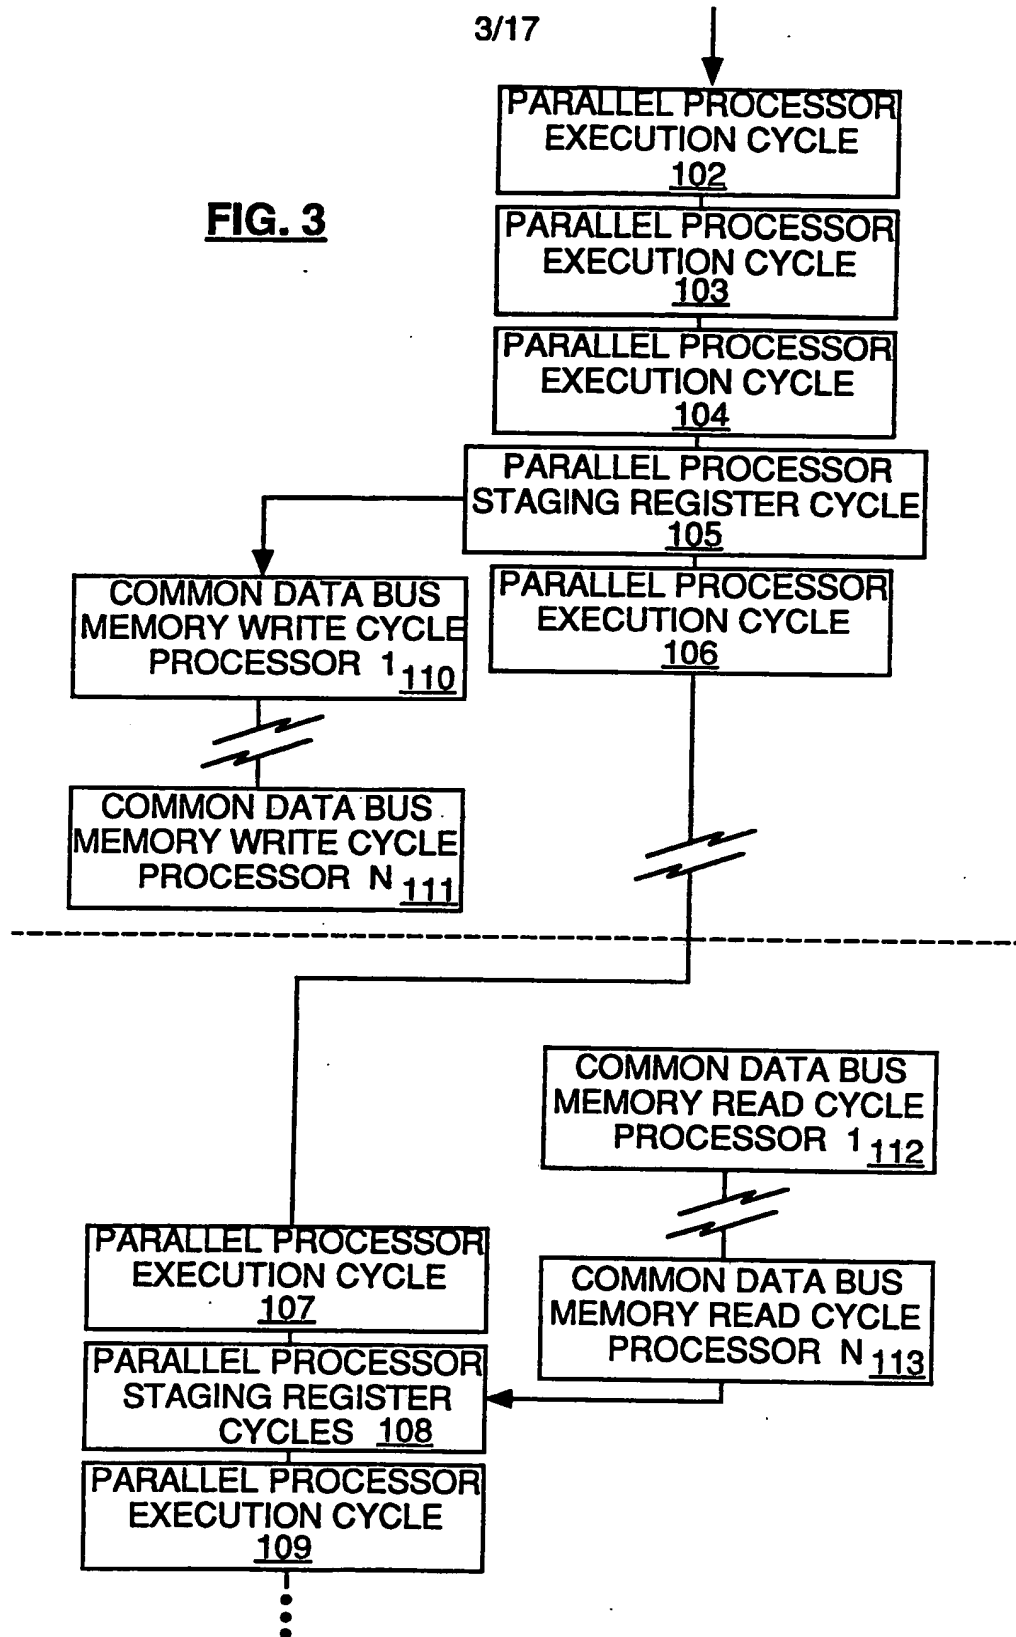 3/17
FIG. 3
PARALLEL PROCESSOR
EXECUTION CYCLE
102
PARALLEL PROCESSOR
EXECUTION CYCLE
103
PARALLEL PROCESSOR
EXECUTION CYCLE
104
PARALLEL PROCESSOR
STAGING REGISTER CYCLE
105
PARALLEL PROCESSOR
EXECUTION CYCLE
106
COMMON DATA BUS
MEMORY WRITE CYCLE
PROCESSOR 1 110
COMMON DATA BUS
MEMORY WRITE CYCLE
PROCESSOR N 111
COMMON DATA BUS
MEMORY READ CYCLE
PROCESSOR 1 112
COMMON DATA BUS
MEMORY READ CYCLE
PROCESSOR N 113
PARALLEL PROCESSOR
EXECUTION CYCLE
107
PARALLEL PROCESSOR
STAGING REGISTER
CYCLES 108
PARALLEL PROCESSOR
EXECUTION CYCLE
109